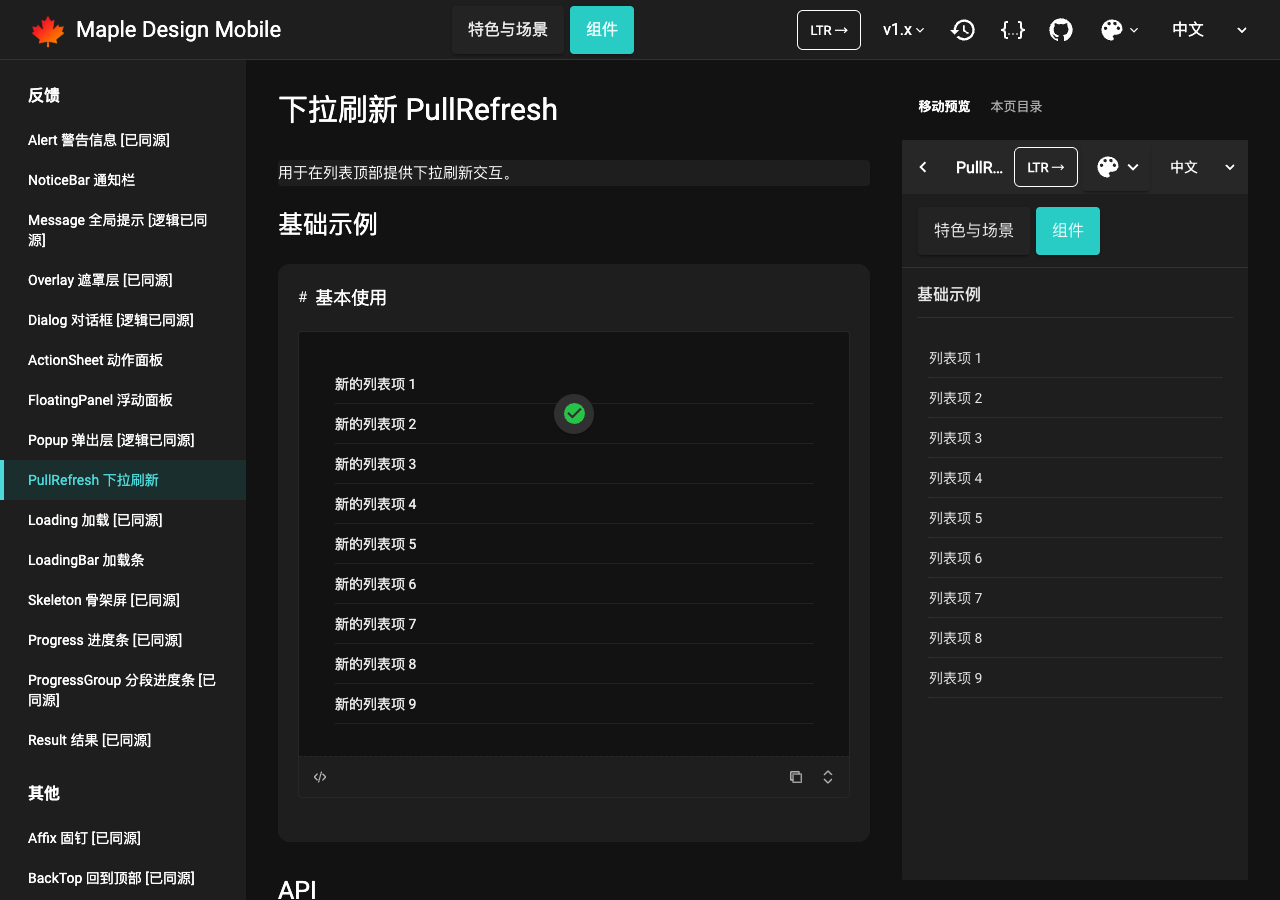 Maple Design Mobile
特色与场景
组件
LTR→
v1.x
{...}
中文
反馈
Alert 警告信息 [已同源]
NoticeBar 通知栏
Message 全局提示 [逻辑已同
源]
Overlay 遮罩层 [已同源]
Dialog 对话框 [逻辑已同源]
ActionSheet 动作面板
FloatingPanel 浮动面板
Popup 弹出层 [逻辑已同源]
PullRefresh 下拉刷新
Loading 加载 [已同源]
LoadingBar 加载条
Skeleton 骨架屏 [已同源]
Progress 进度条 [已同源]
ProgressGroup 分段进度条 [已
同源]
Result 结果 [已同源]
其他
Affix 固钉 [已同源]
BackTop 回到顶部 [已同源]
下拉刷新 PullRefresh
用于在列表顶部提供下拉刷新交互。
基础示例
# 基本使用
新的列表项 1
新的列表项 2
新的列表项 3
新的列表项 4
新的列表项 5
新的列表项 6
新的列表项 7
新的列表项 8
新的列表项 9
API
移动预览
本页目录
PullR...
LTR→
中文
特色与场景
组件
基础示例
列表项 1
列表项 2
列表项 3
列表项 4
列表项 5
列表项 6
列表项 7
列表项 8
列表项 9